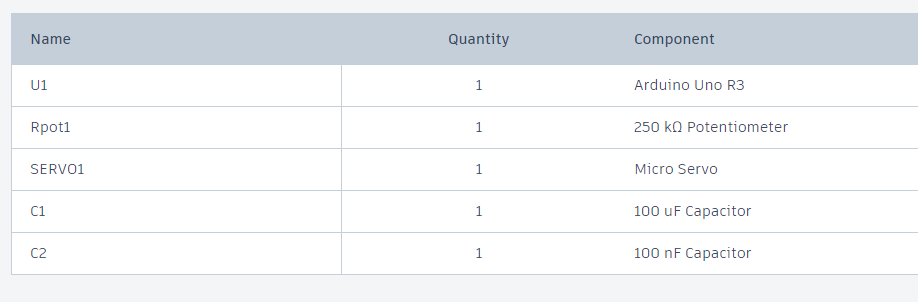 Name Quantity Component
U1 1 Arduino Uno R3
Rpot1 1 250 kΩ Potentiometer
SERVO1 1 Micro Servo
C1 1 100 uF Capacitor
C2 1 100 nF Capacitor